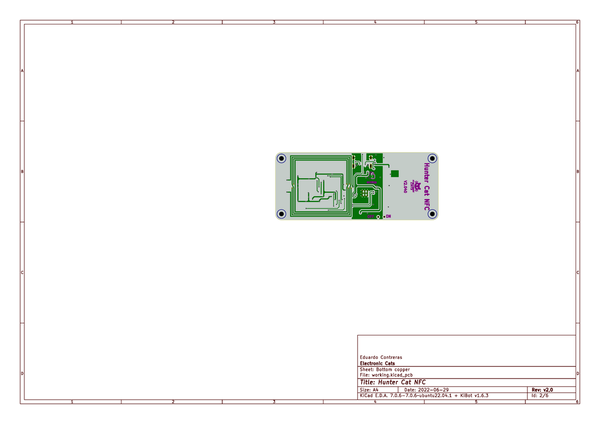 1 2 3 4 5 6
A A
B B
Hunter Cat NFC
C C
D D
Eduardo Contreras
Electronic Cats
Sheet: Bottom copper
File: working.kicad_pcb
Title: Hunter Cat NFC
Size: A4 Date: 2022-06-29 Rev: v2.0
KiCad E.D.A. 7.0.6-7.0.6~ubuntu22.04.1 + KiBot v1.6.3 Id: 2/6
1 2 3 4 5 6